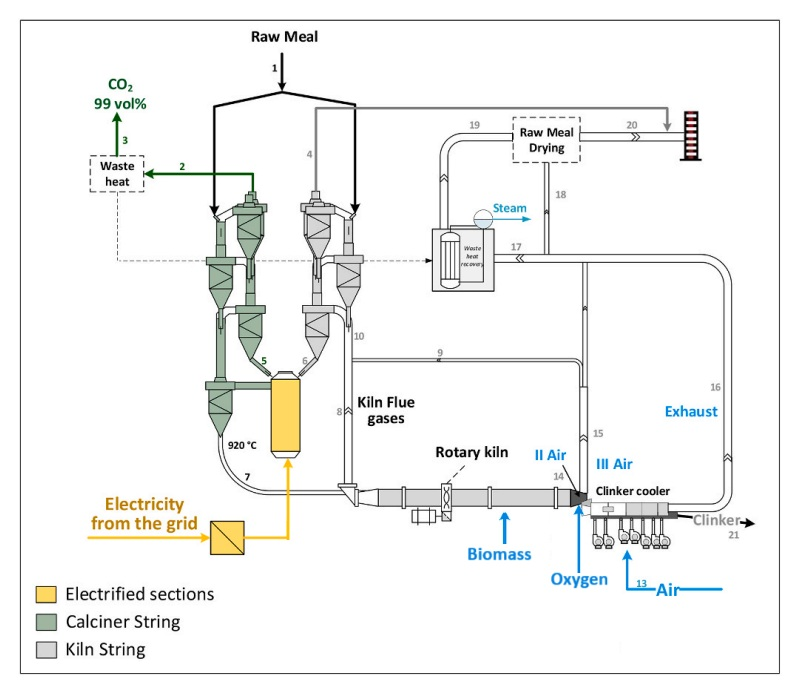 Raw Meal
1
CO₂
99 vol%
3
Waste
heat
2
4
19
Raw Meal
Drying
20
18
Steam
Waste
heat
recovery
17
10
9
5
6
16
Kiln Flue
gases
8
Exhaust
920 °C
Rotary kiln
15
II Air
III Air
14
7
Clinker cooler
Electricity
from the grid
Clinker
21
Biomass
Oxygen
13
Air
Electrified sections
Calciner String
Kiln String